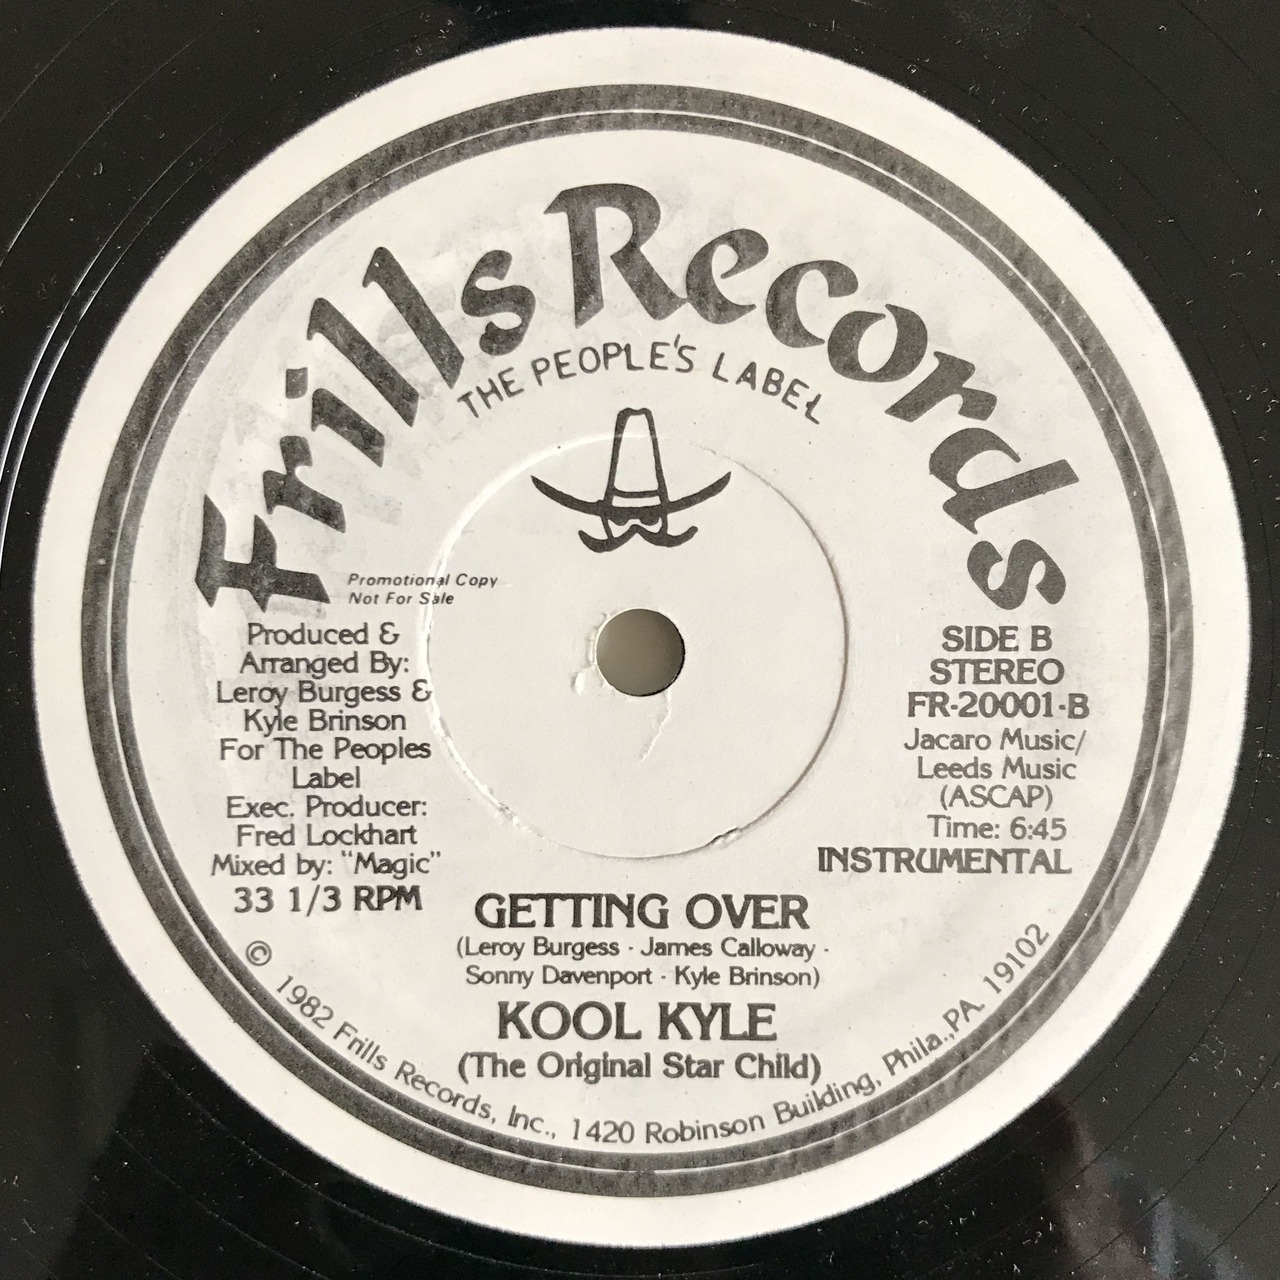 Frills Records
THE PEOPLE'S LABEL
Promotional Copy
Not For Sale
Produced &
Arranged By:
Leroy Burgess &
Kyle Brinson
For The Peoples
Label
Exec. Producer:
Fred Lockhart
Mixed by: "Magic"
33 1/3 RPM
SIDE B
STEREO
FR-20001-B
Jacaro Music/
Leeds Music
(ASCAP)
Time: 6:45
INSTRUMENTAL
GETTING OVER
(Leroy Burgess · James Calloway ·
Sonny Davenport · Kyle Brinson)
KOOL KYLE
(The Original Star Child)
© 1982 Frills Records, Inc., 1420 Robinson Building, Phila., PA. 19102